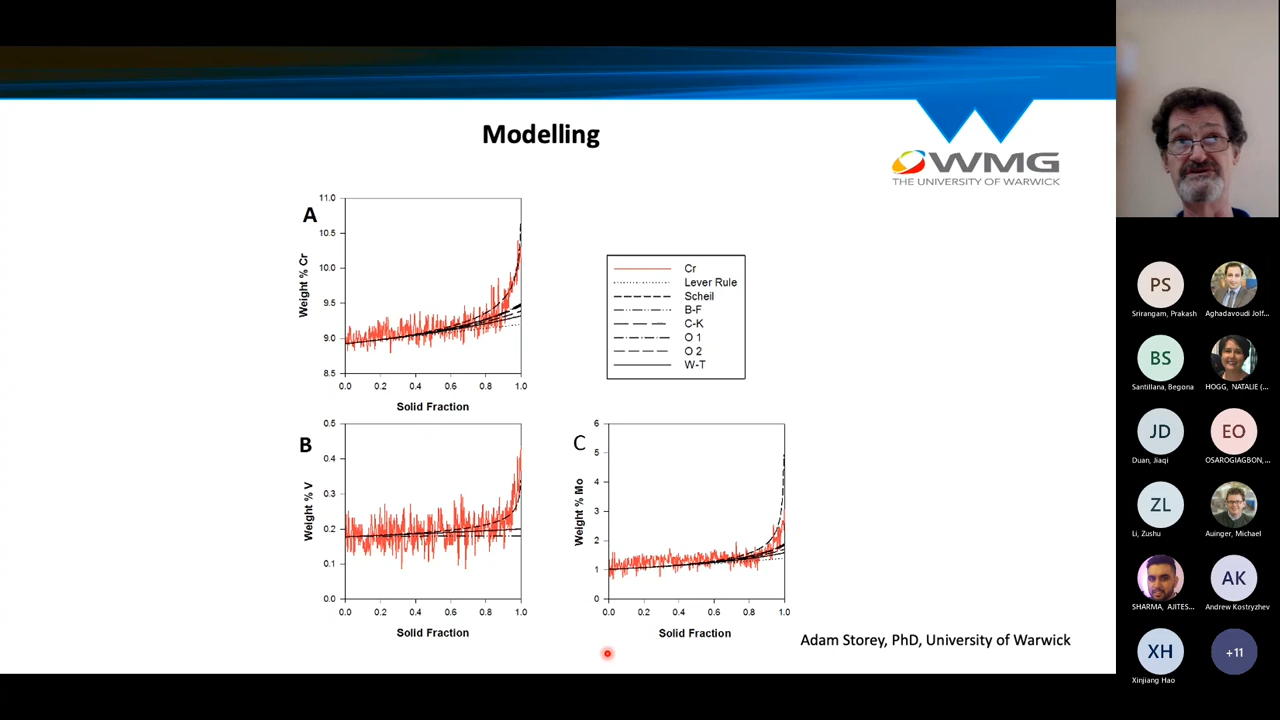 Modelling
WMG
THE UNIVERSITY OF WARWICK
A
Weight % Cr
11.0
10.5
10.0
9.5
9.0
8.5
0.0 0.2 0.4 0.6 0.8 1.0
Solid Fraction
Cr
Lever Rule
Scheil
B-F
C-K
O 1
O 2
W-T
B
Weight % V
0.5
0.4
0.3
0.2
0.1
0.0
0.0 0.2 0.4 0.6 0.8 1.0
Solid Fraction
C
Weight % Mo
6
5
4
3
2
1
0
0.0 0.2 0.4 0.6 0.8 1.0
Solid Fraction
Adam Storey, PhD, University of Warwick
PS
Srirangam, Prakash
Aghadavoudi Jolf...
BS
Santillana, Begona
HOGG, NATALIE (...
JD
Duan, Jiaqi
EO
OSAROGIAGBON,...
ZL
Li, Zushu
Auinger, Michael
SHARMA, AJITES...
AK
Andrew Kostryzhev
XH
Xinjiang Hao
+11